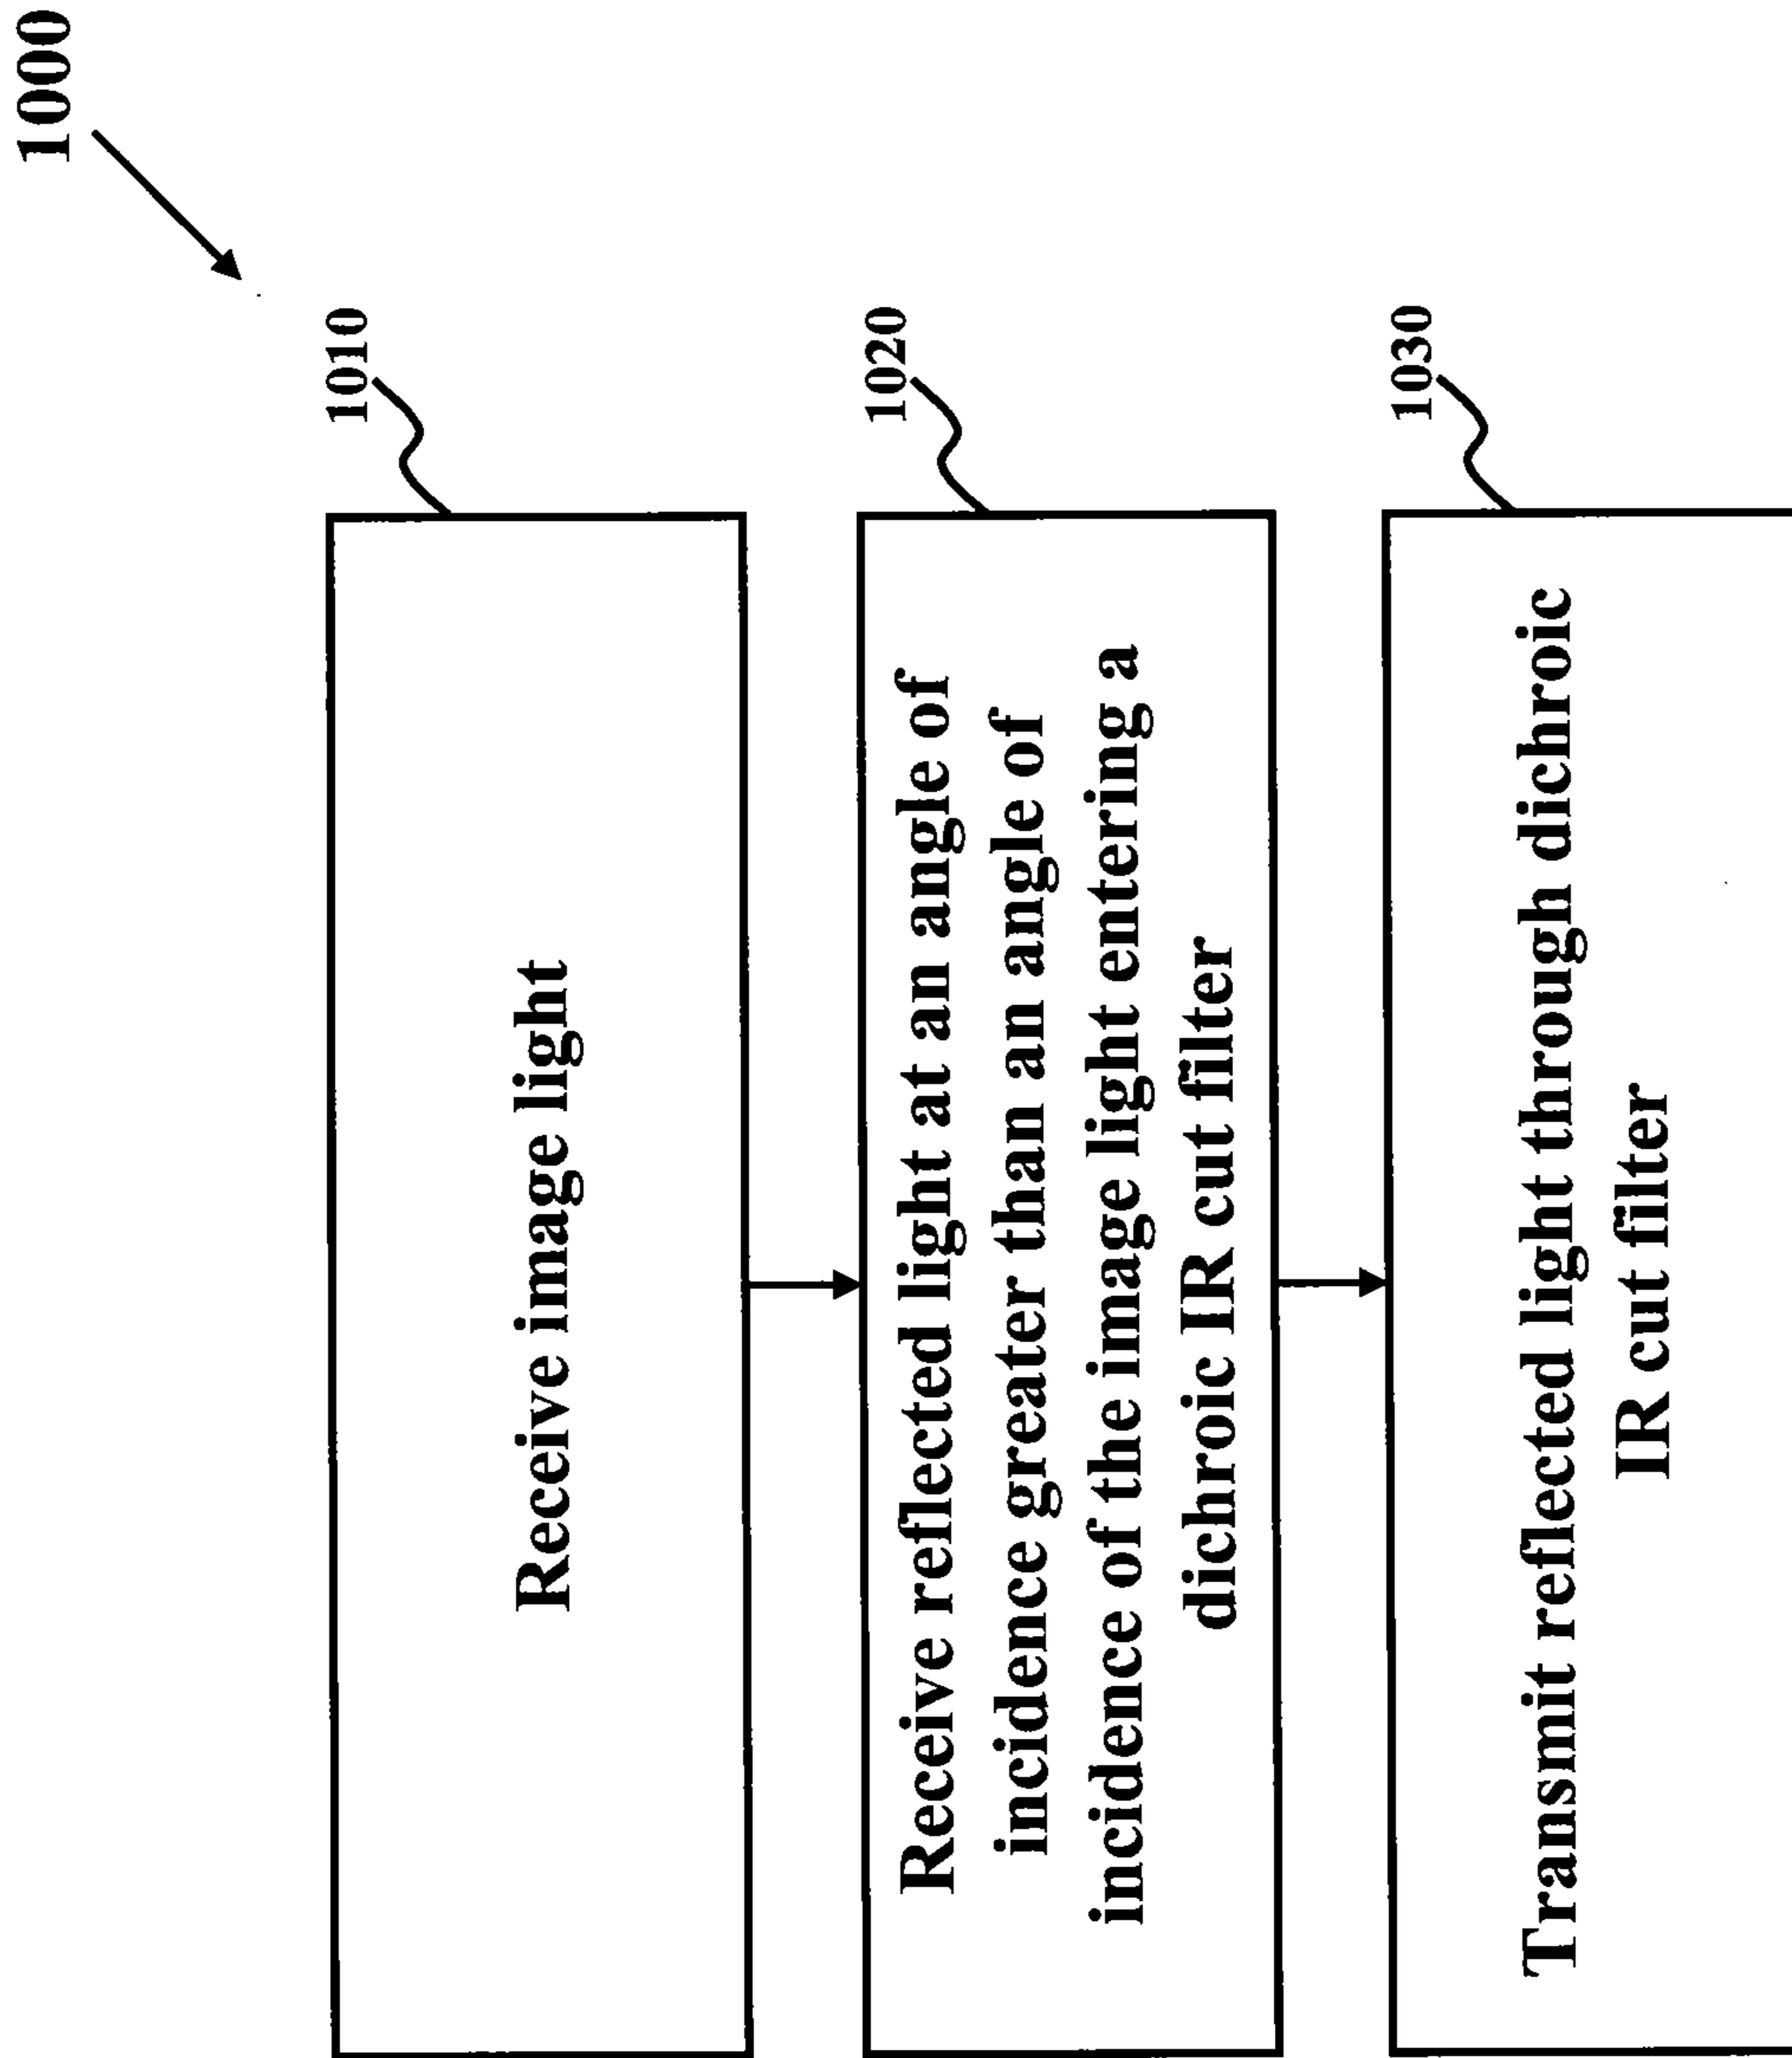 1000
1010
Receive image light
1020
Receive reflected light at an angle of
incidence greater than an angle of
incidence of the image light entering a
dichroic IR cut filter
1030
Transmit reflected light through dichroic
IR cut filter